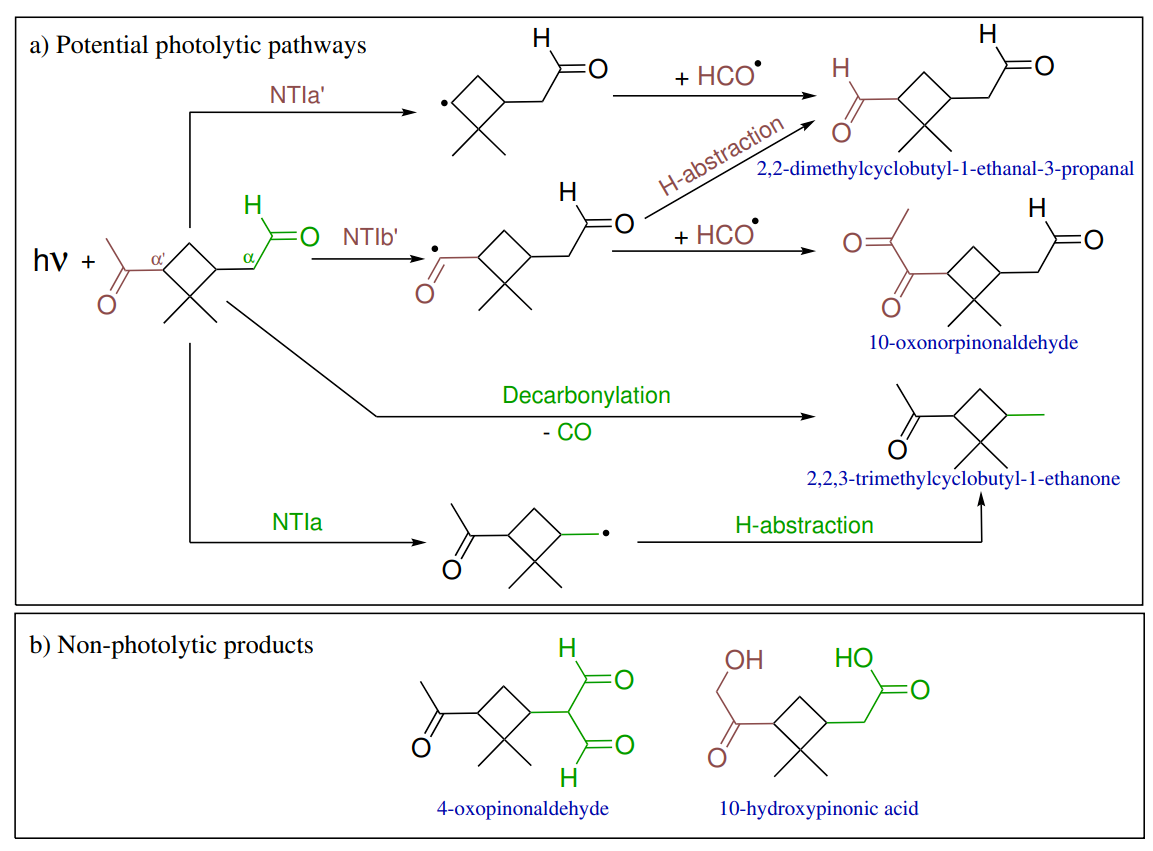 a) Potential photolytic pathways
NTIa'
H
O
+ HCO•
H
O
H
O
2,2-dimethylcyclobutyl-1-ethanal-3-propanal
H-abstraction
hν +
O
α'
α
H
O
NTIb'
O
H
O
+ HCO•
O
O
H
O
10-oxonorpinonaldehyde
Decarbonylation
- CO
O
2,2,3-trimethylcyclobutyl-1-ethanone
NTIa
O
H-abstraction
b) Non-photolytic products
O
H
O
O
H
4-oxopinonaldehyde
OH
O
HO
O
10-hydroxypinonic acid